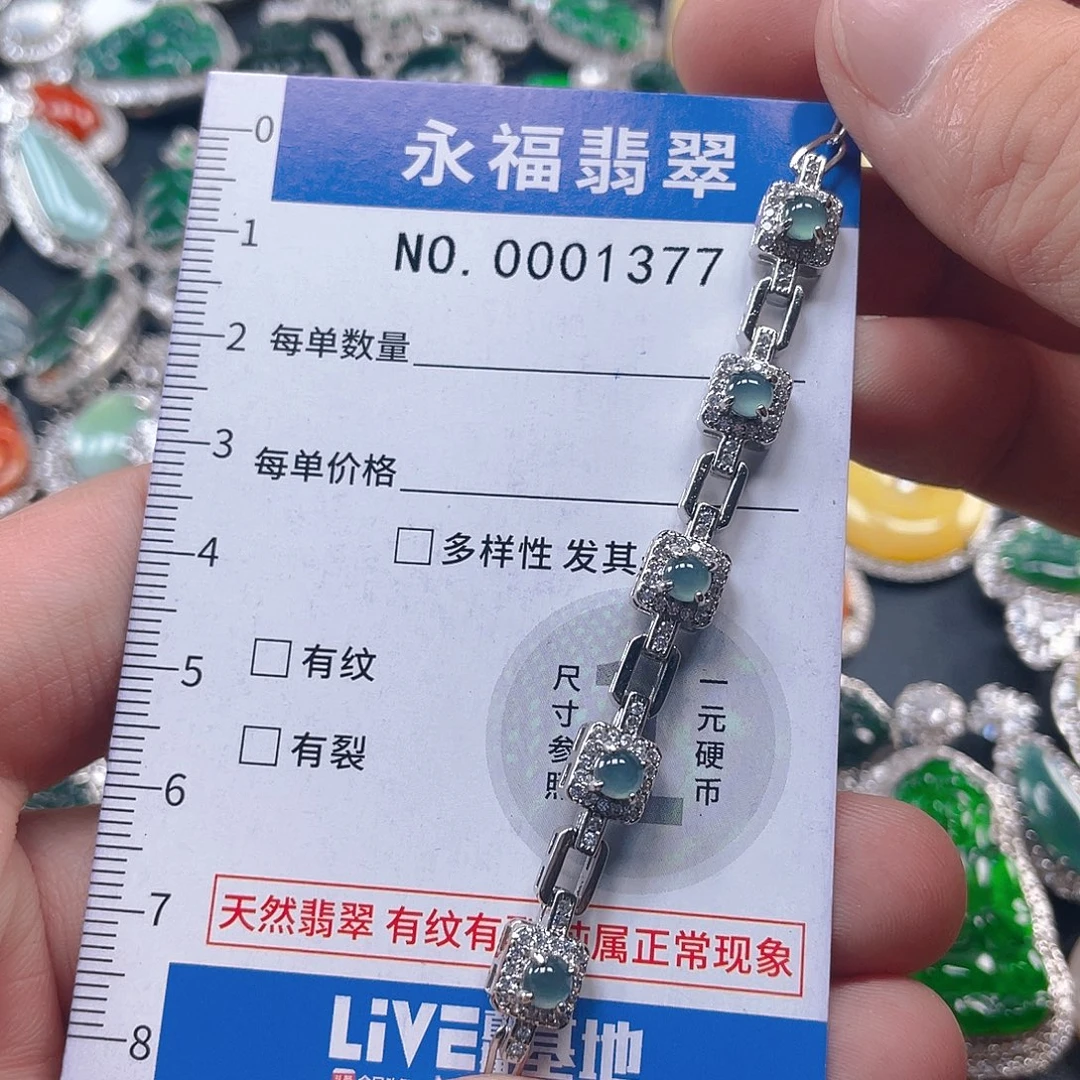 永福翡翠
NO. 0001377
每单数量
每单价格
□多样性 发其
□有纹
□有裂
尺寸参照
一元硬币
天然翡翠 有纹有 属正常现象
LiVE 基地
0
1
2
3
4
5
6
7
8